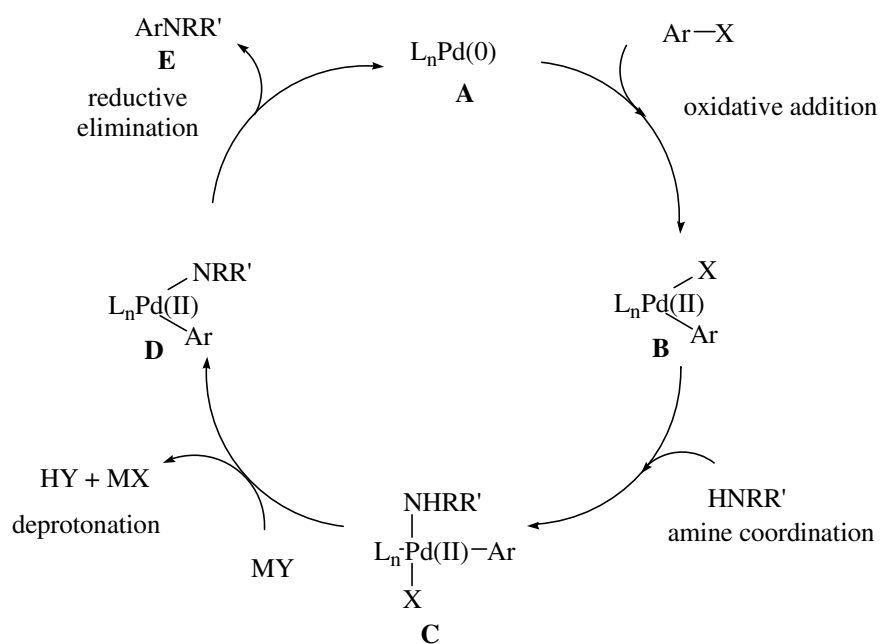 ArNRR'
E
reductive
elimination
LnPd(0)
A
Ar—X
oxidative addition
X
LnPd(II)
Ar
B
HNRR'
amine coordination
NHRR'
Ln-Pd(II)—Ar
X
C
MY
HY + MX
deprotonation
NRR'
LnPd(II)
Ar
D